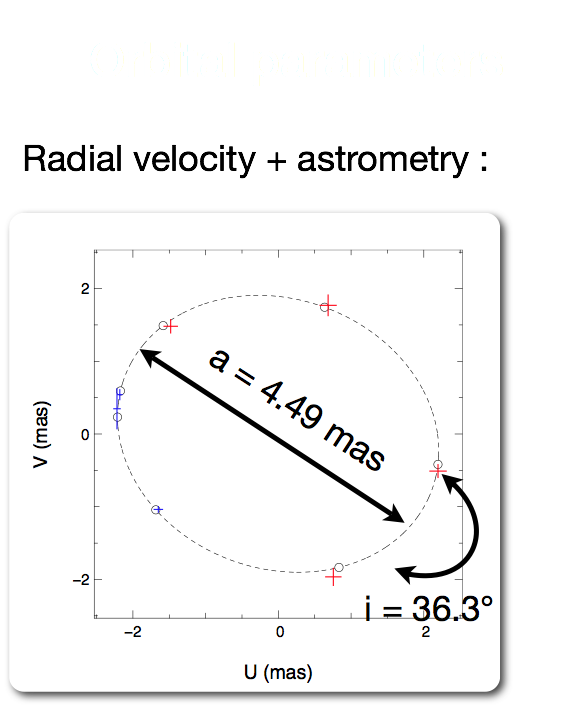 Radial velocity + astrometry :
2
0
−2
V (mas)
a = 4.49 mas
i = 36.3°
−2 0 2
U (mas)